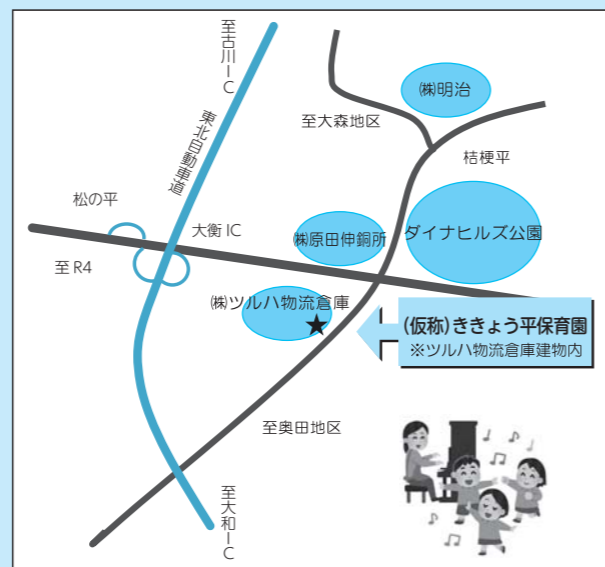 至古川IC
㈱明治
至大森地区
東北自動車道
桔梗平
松の平
大衡IC
㈱原田伸銅所
ダイナヒルズ公園
至R4
㈱ツルハ物流倉庫
(仮称)ききょう平保育園
※ツルハ物流倉庫建物内
至奥田地区
至大和IC